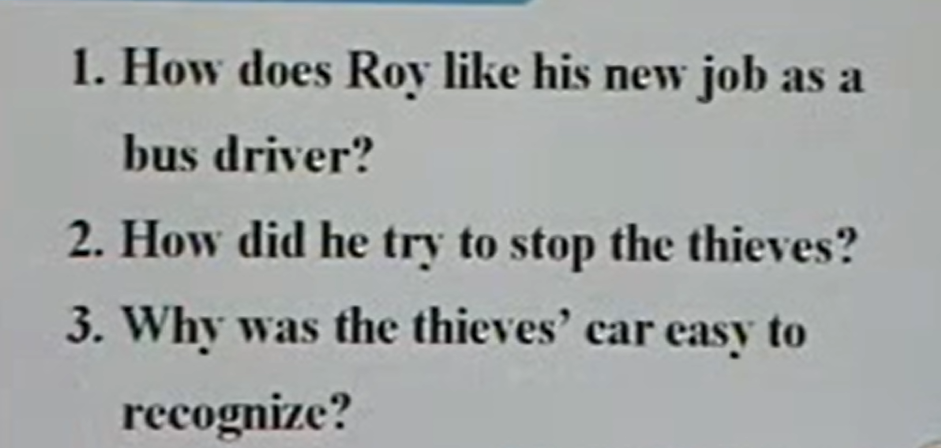 1. How does Roy like his new job as a
bus driver?
2. How did he try to stop the thieves?
3. Why was the thieves’ car easy to
recognize?